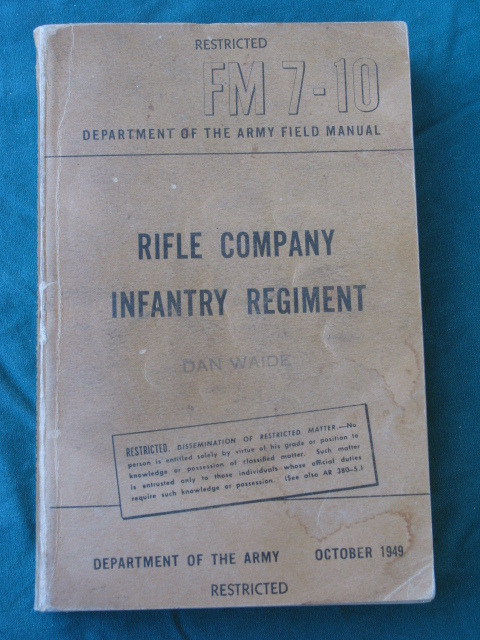 RESTRICTED
FM 7-10
DEPARTMENT OF THE ARMY FIELD MANUAL
RIFLE COMPANY
INFANTRY REGIMENT
DAN WAIDE
RESTRICTED. DISSEMINATION OF RESTRICTED MATTER.—No
person is entitled solely by virtue of his grade or position to
knowledge or possession of classified matter. Such matter
is entrusted only to those individuals whose official duties
require such knowledge or possession. (See also AR 380-5.)
DEPARTMENT OF THE ARMY OCTOBER 1949
RESTRICTED